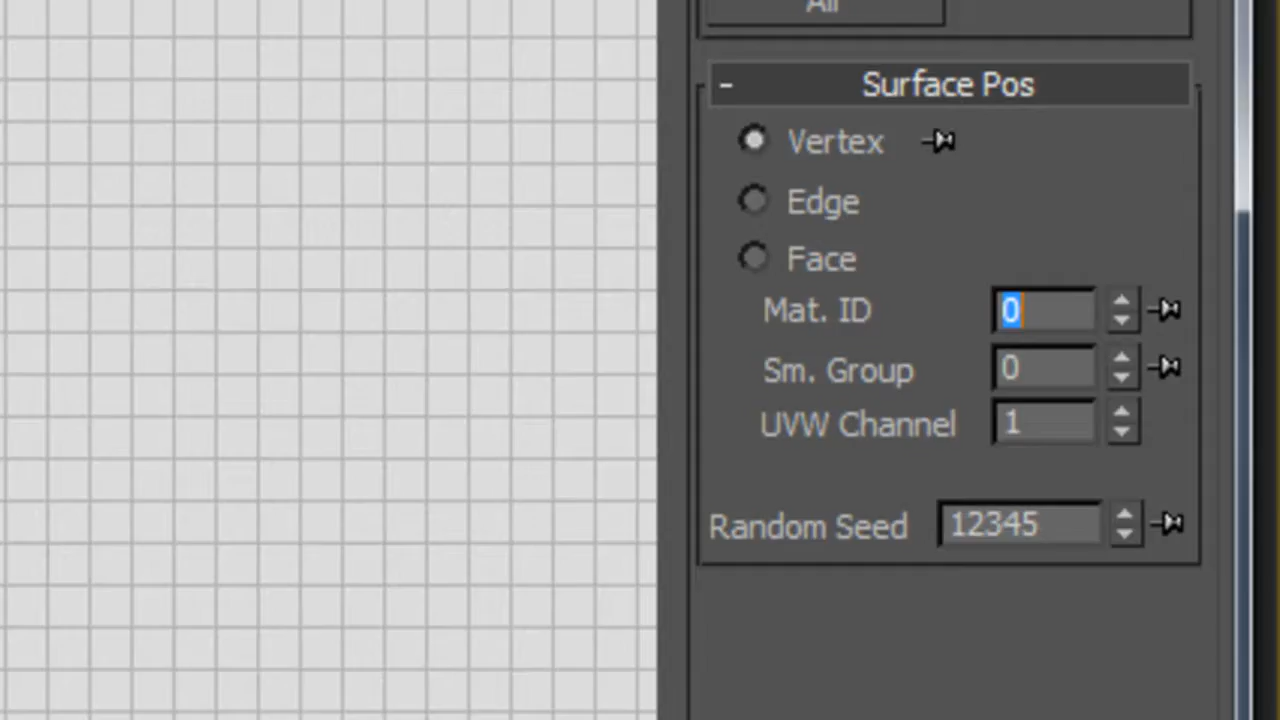 All
- Surface Pos
Vertex
Edge
Face
Mat. ID 0
Sm. Group 0
UVW Channel 1
Random Seed 12345